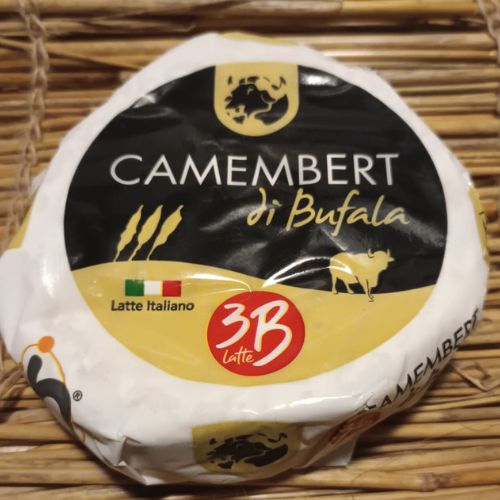 CAMEMBERT
di Bufala
Latte Italiano
3B
Latte
CAMEMBERT
®